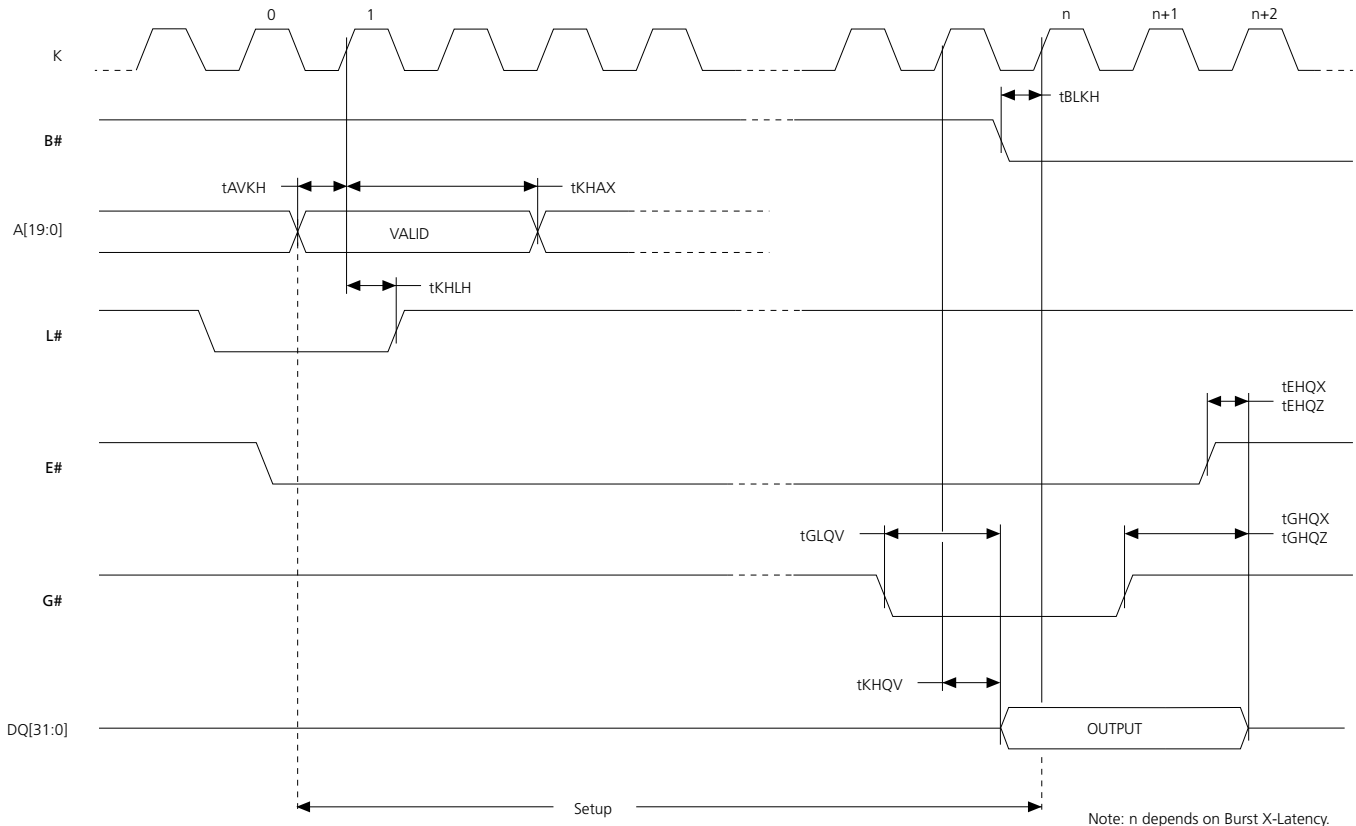 0 1 n n+1 n+2
K
tBLKH
B#
tAVKH tKHAX
A[19:0] VALID
tKHLH
L#
tEHQX
tEHQZ
E#
tGLQV tGHQX
tGHQZ
G#
tKHQV
DQ[31:0] OUTPUT
Setup
Note: n depends on Burst X-Latency.